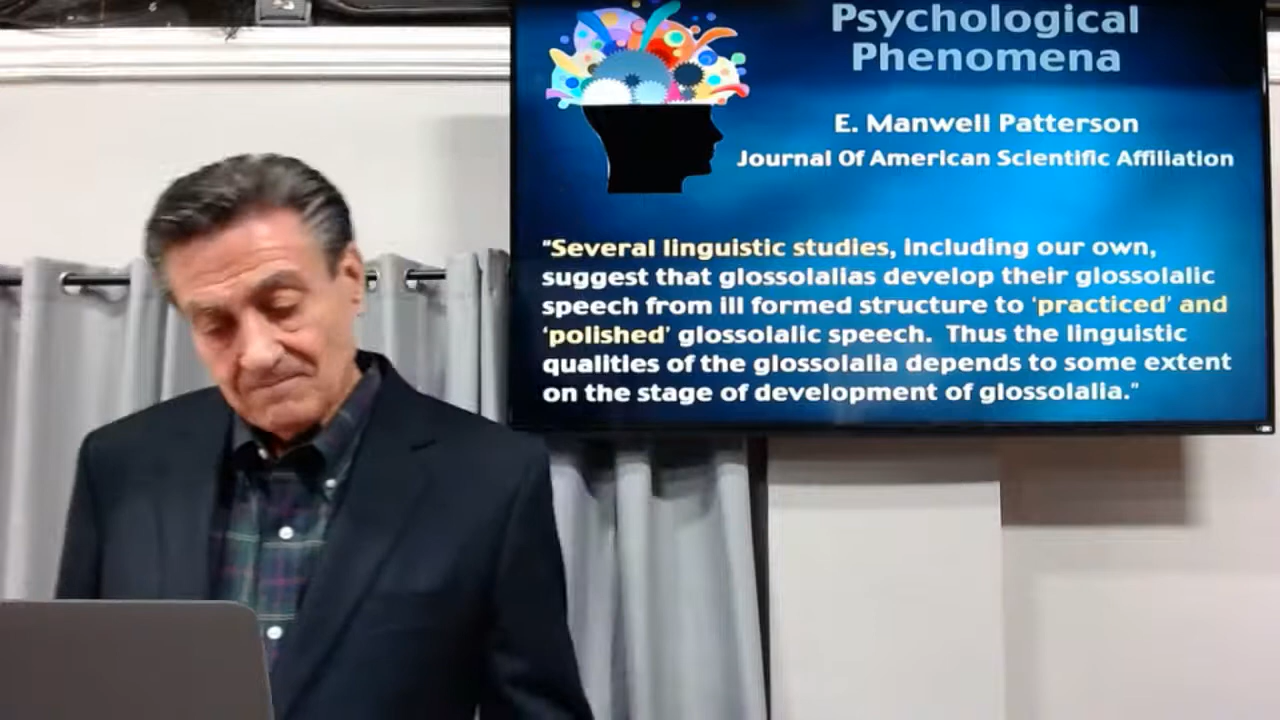 Psychological
Phenomena
E. Manwell Patterson
Journal Of American Scientific Affiliation
"Several linguistic studies, including our own,
suggest that glossolalias develop their glossolalic
speech from ill formed structure to 'practiced' and
'polished' glossolalic speech. Thus the linguistic
qualities of the glossolalia depends to some extent
on the stage of development of glossolalia."